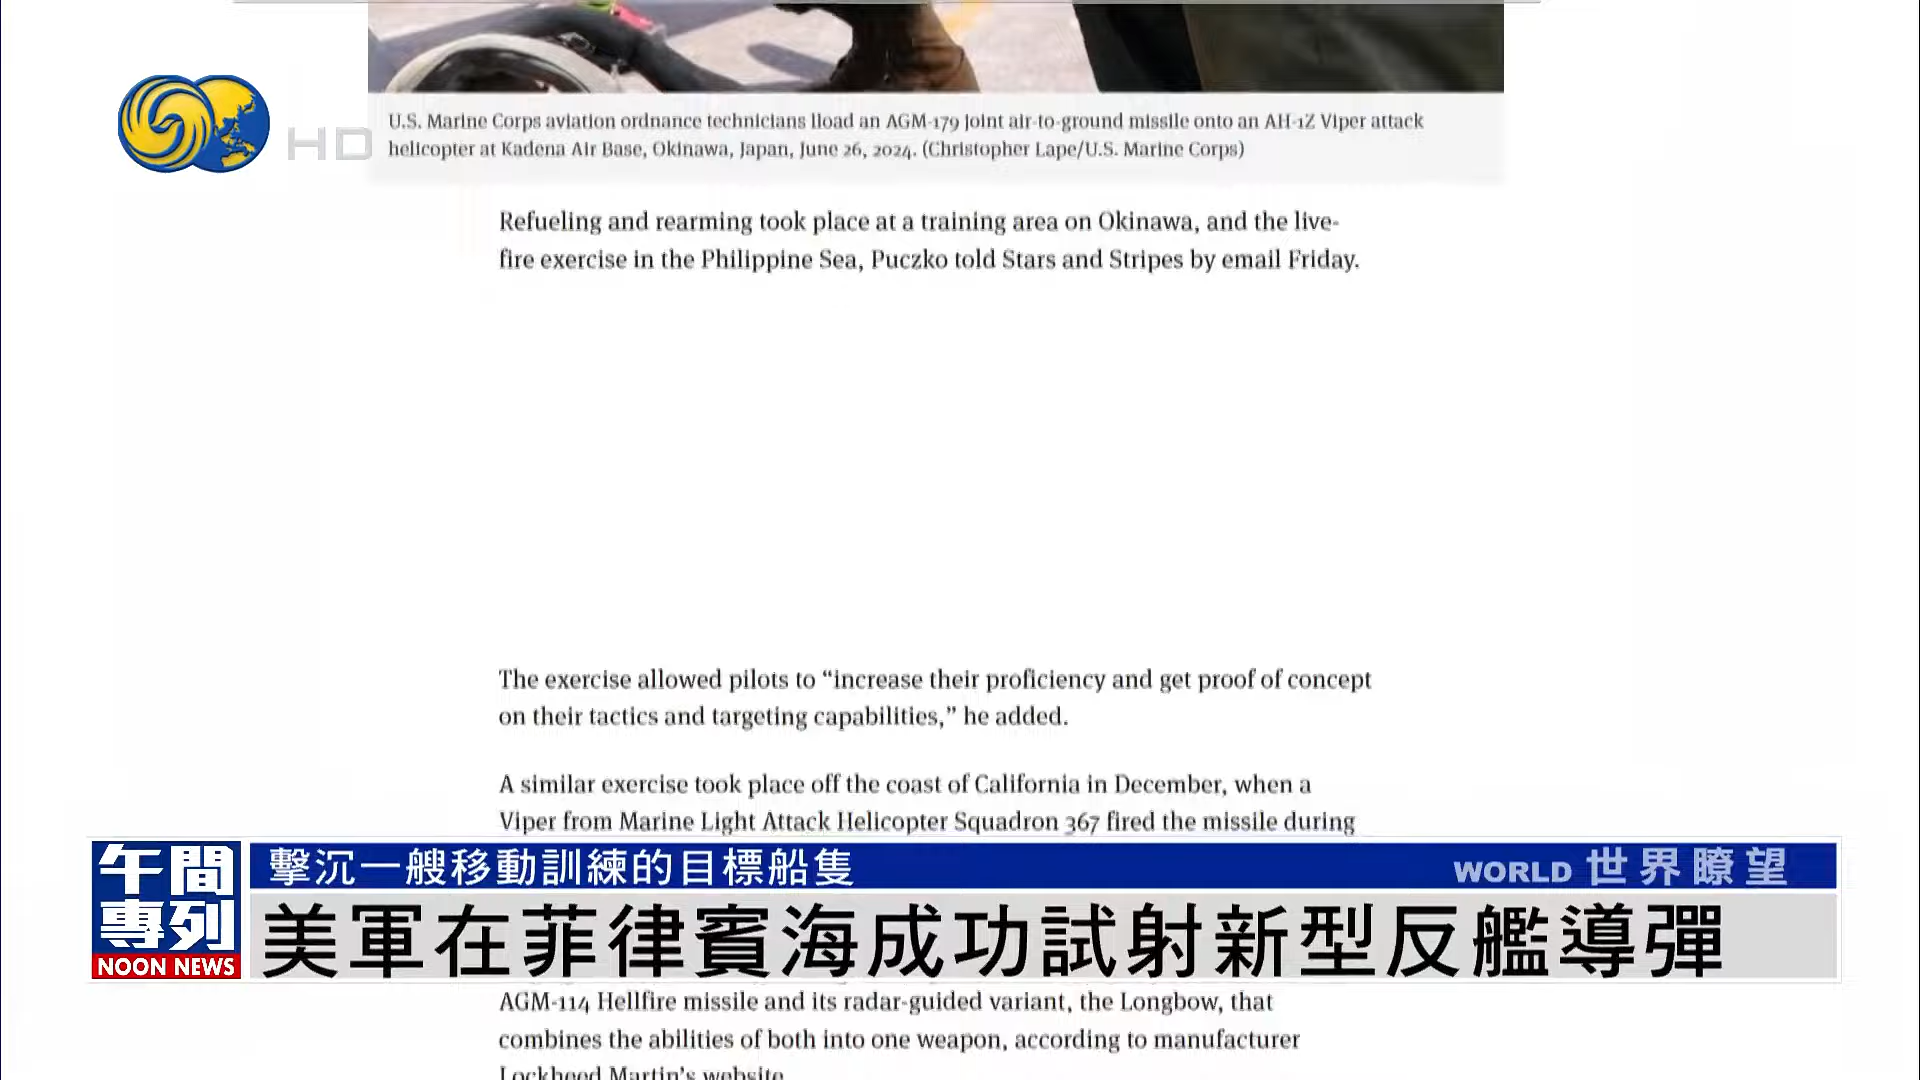 HD
U.S. Marine Corps aviation ordnance technicians lload an AGM-179 joint air-to-ground missile onto an AH-1Z Viper attack
helicopter at Kadena Air Base, Okinawa, Japan, June 26, 2024. (Christopher Lape/U.S. Marine Corps)
Refueling and rearming took place at a training area on Okinawa, and the live-
fire exercise in the Philippine Sea, Puczko told Stars and Stripes by email Friday.
The exercise allowed pilots to “increase their proficiency and get proof of concept
on their tactics and targeting capabilities,” he added.
A similar exercise took place off the coast of California in December, when a
Viper from Marine Light Attack Helicopter Squadron 367 fired the missile during
午間
專列
NOON NEWS
擊沉一艘移動訓練的目標船隻
WORLD 世界瞭望
美軍在菲律賓海成功試射新型反艦導彈
AGM-114 Hellfire missile and its radar-guided variant, the Longbow, that
combines the abilities of both into one weapon, according to manufacturer
Lockheed Martin’s website.